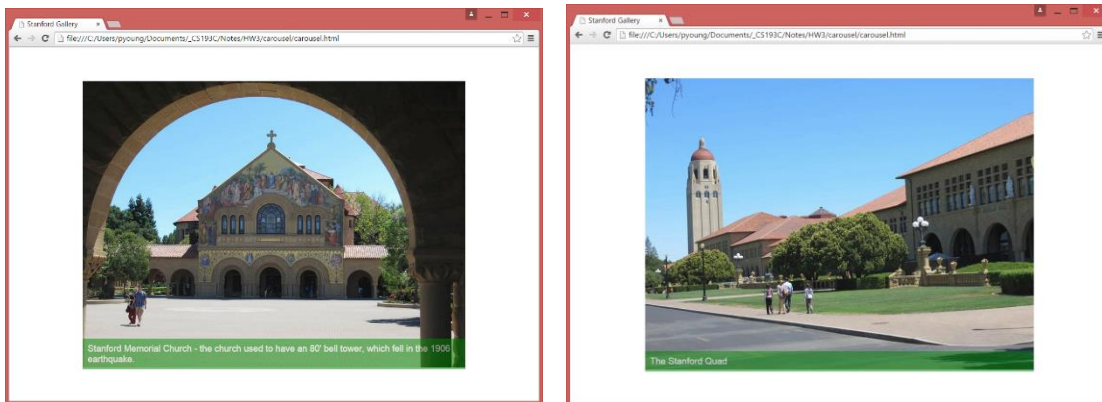 Stanford Gallery
file:///C:/Users/pyoung/Documents/_CS193C/Notes/HW3/carousel/carousel.html
Stanford Memorial Church - the church used to have an 80' bell tower, which fell in the 1906
earthquake.
Stanford Gallery
file:///C:/Users/pyoung/Documents/_CS193C/Notes/HW3/carousel/carousel.html
The Stanford Quad